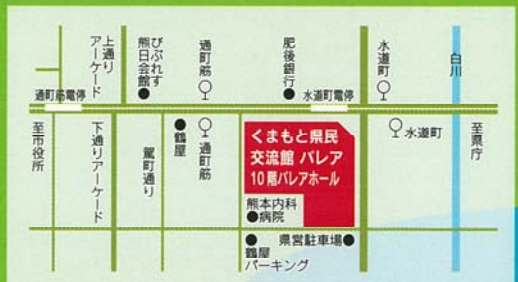 上通り
アーケード
びぷれす
熊日会館
通町筋
肥後銀行
水道町
白川
通町筋電停
水道町電停
至市役所
下通りアーケード
駕町通り
鶴屋
通町筋
くまもと県民
交流館 パレア
10階パレアホール
水道町
至県庁
熊本内科
病院
県営駐車場
鶴屋
パーキング